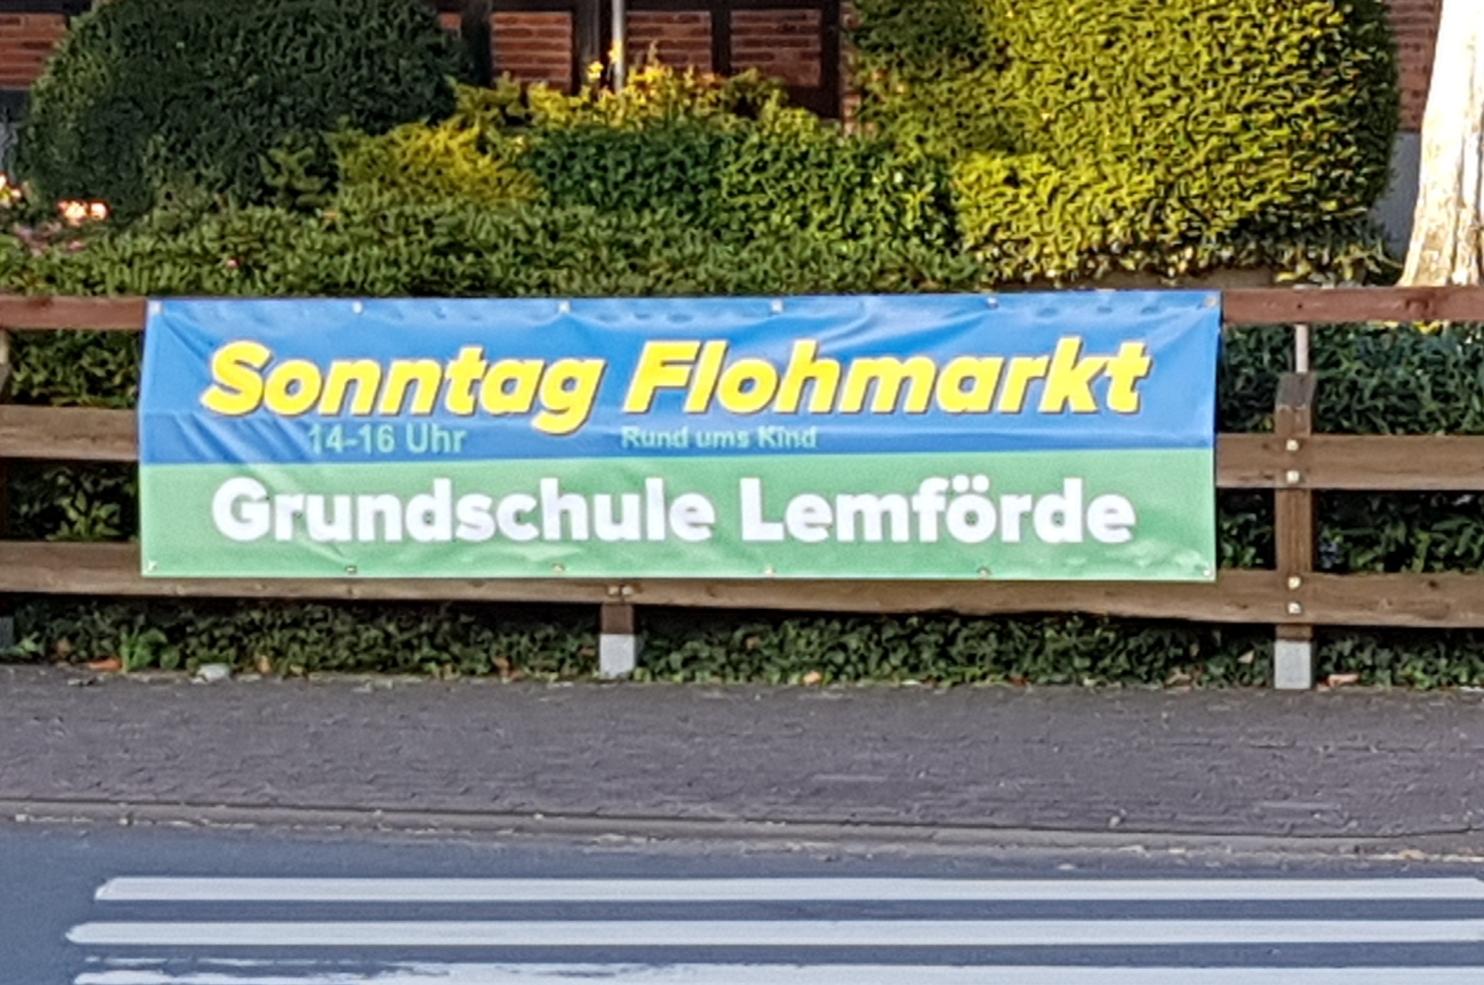 Sonntag Flohmarkt
14-16 Uhr Rund ums Kind
Grundschule Lemförde